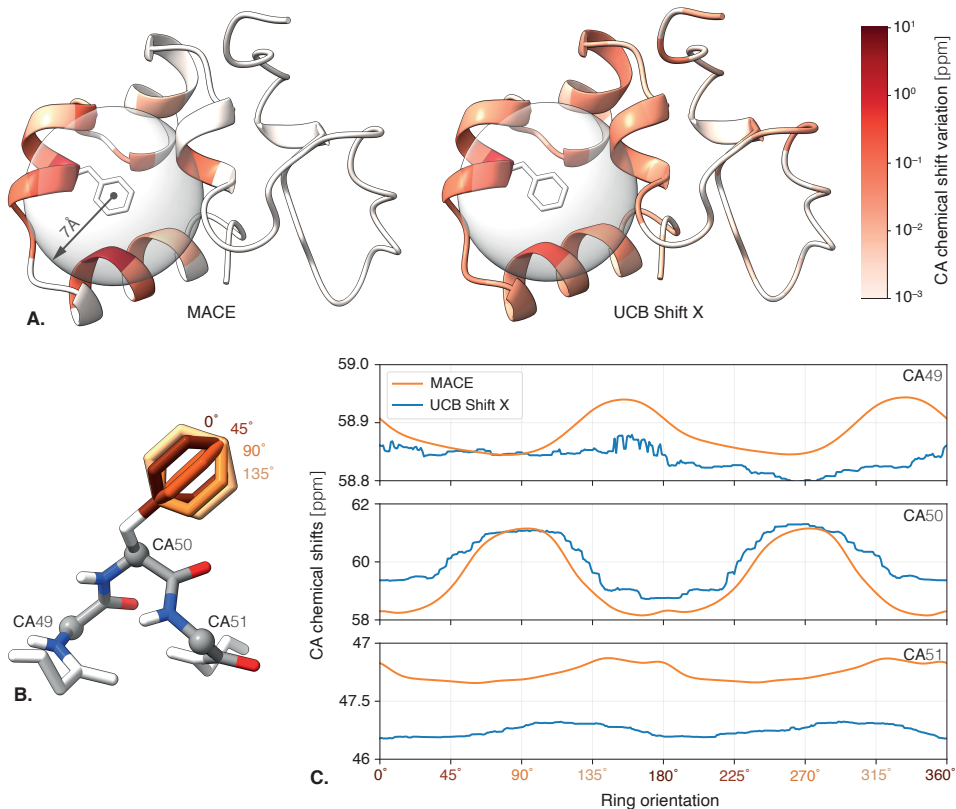 A.
7Å
MACE
UCB Shift X
10¹
10⁰
10⁻¹
10⁻²
10⁻³
CA chemical shift variation [ppm]
B.
0°
45°
90°
135°
CA50
CA49
CA51
C.
CA chemical shifts [ppm]
59.0
58.9
58.8
MACE
UCB Shift X
CA49
62
60
58
CA50
47
47.5
46
CA51
0° 45° 90° 135° 180° 225° 270° 315° 360°
Ring orientation